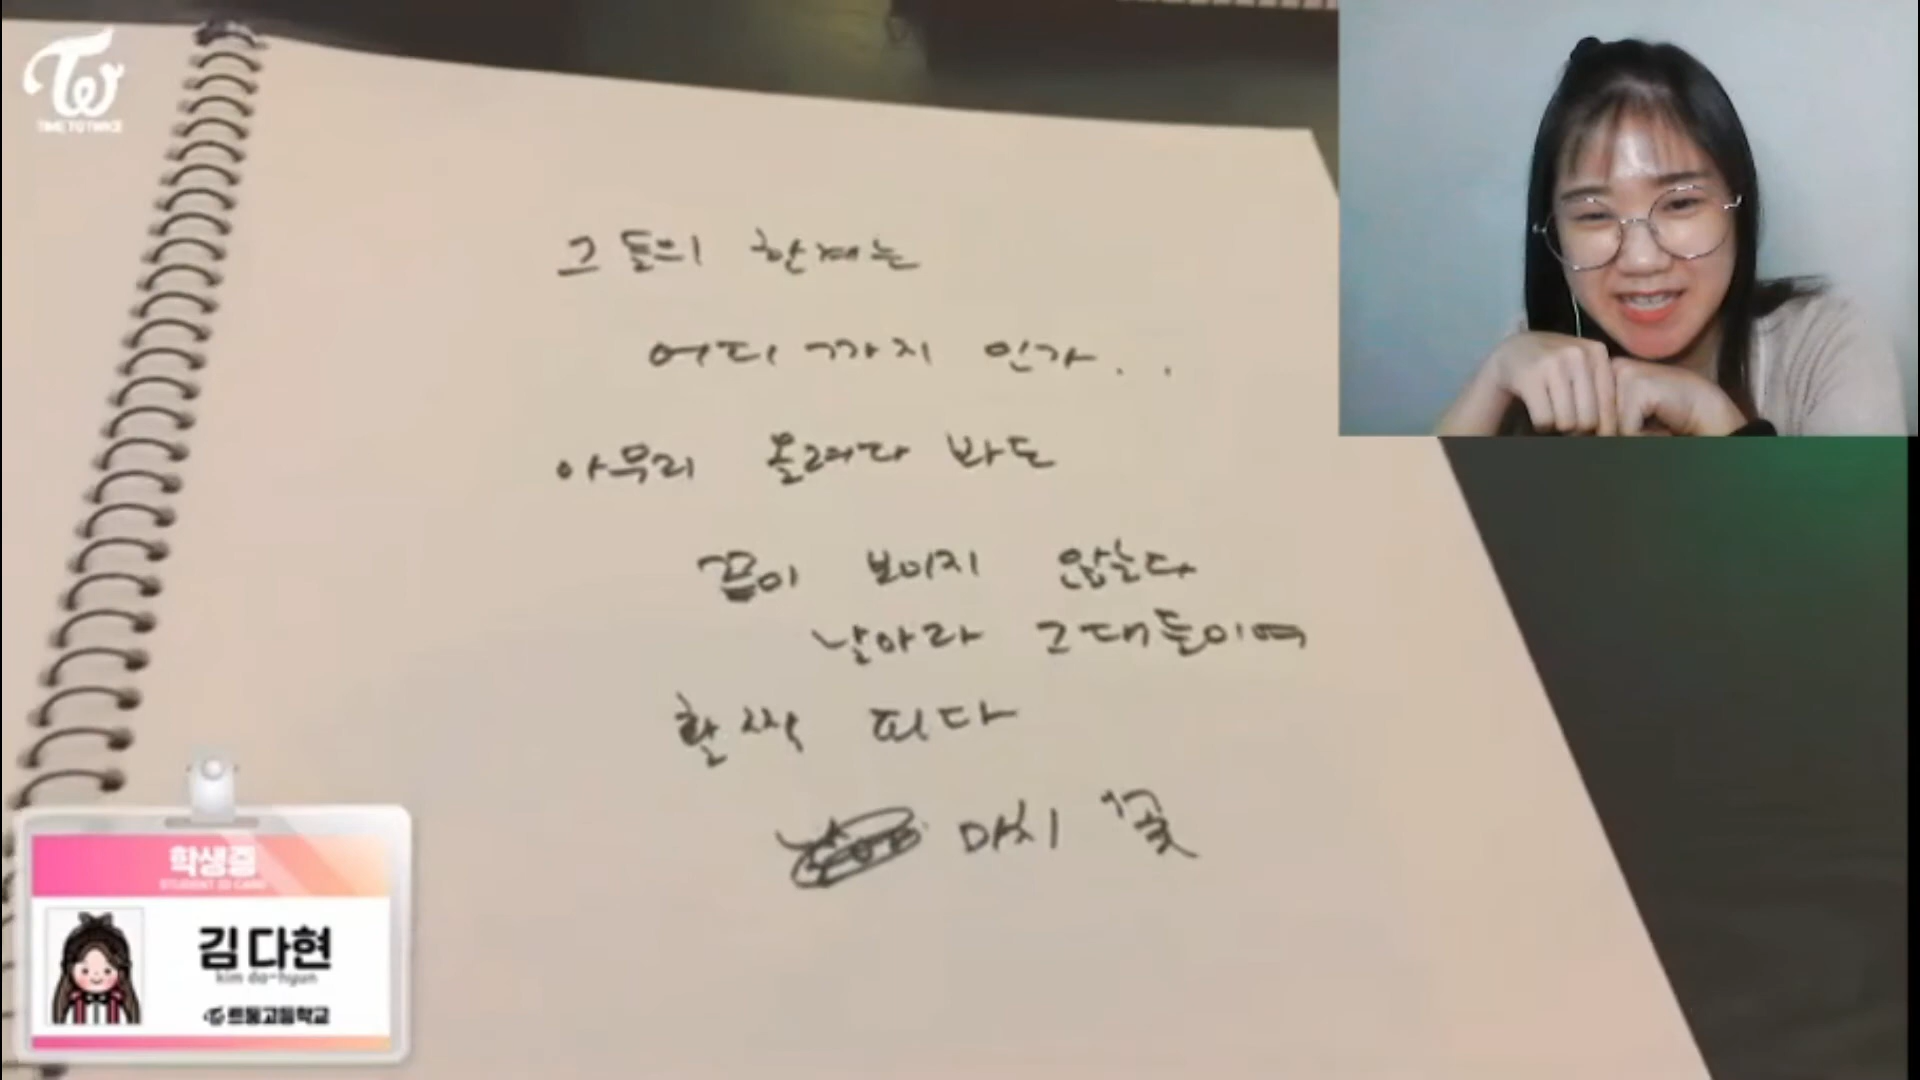 TW
TIME TO TWICE
그들의 한계는
어디까지 인가..
아무리 올려다 봐도
끝이 보이지 않는다
날아라 그대들이여
활짝 피다
마치 꽃
학생증
STUDENT ID CARD
김다현
kim da-hyun
트둥고등학교